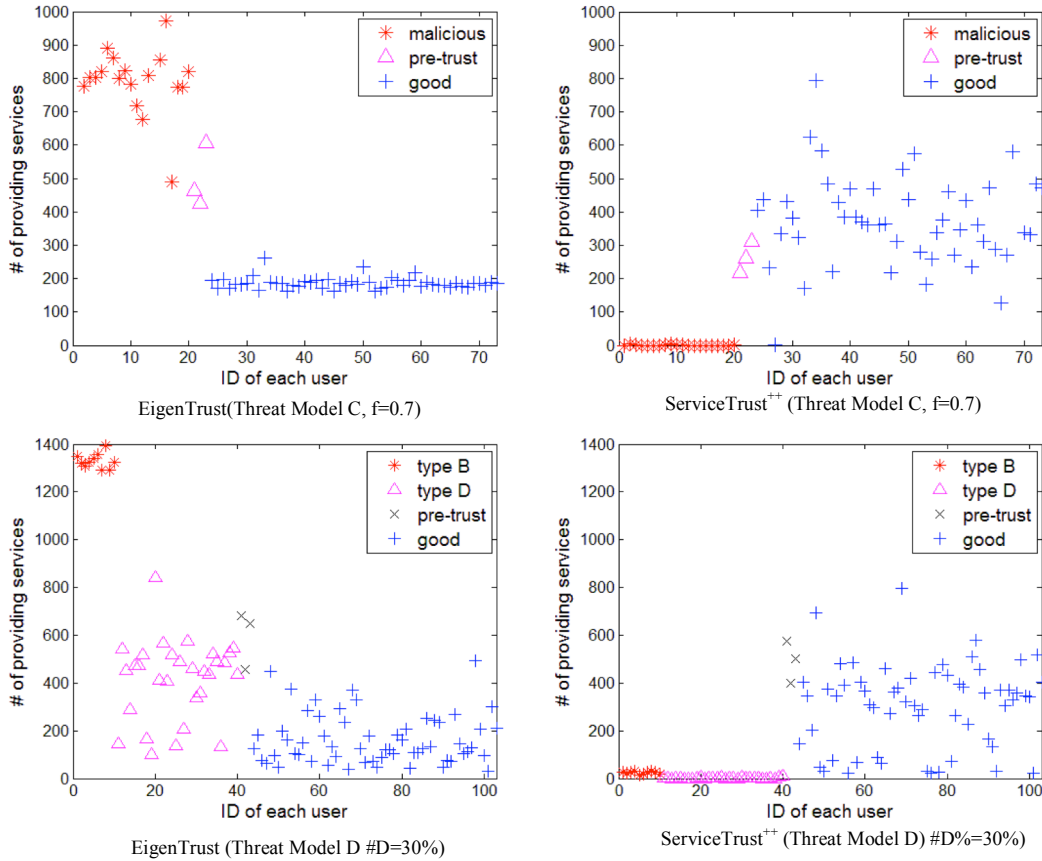 1000
900
800
700
600
500
400
300
200
100
0
# of providing services
malicious
pre-trust
good
0 10 20 30 40 50 60 70
ID of each user
EigenTrust(Threat Model C, f=0.7)
1000
900
800
700
600
500
400
300
200
100
0
# of providing services
malicious
pre-trust
good
0 10 20 30 40 50 60 70
ID of each user
ServiceTrust++ (Threat Model C, f=0.7)
1400
1200
1000
800
600
400
200
0
# of providing services
type B
type D
pre-trust
good
0 20 40 60 80 100
ID of each user
EigenTrust (Threat Model D #D=30%)
1400
1200
1000
800
600
400
200
0
# of providing services
type B
type D
pre-trust
good
0 20 40 60 80 100
ID of each user
ServiceTrust++ (Threat Model D) #D%=30%)